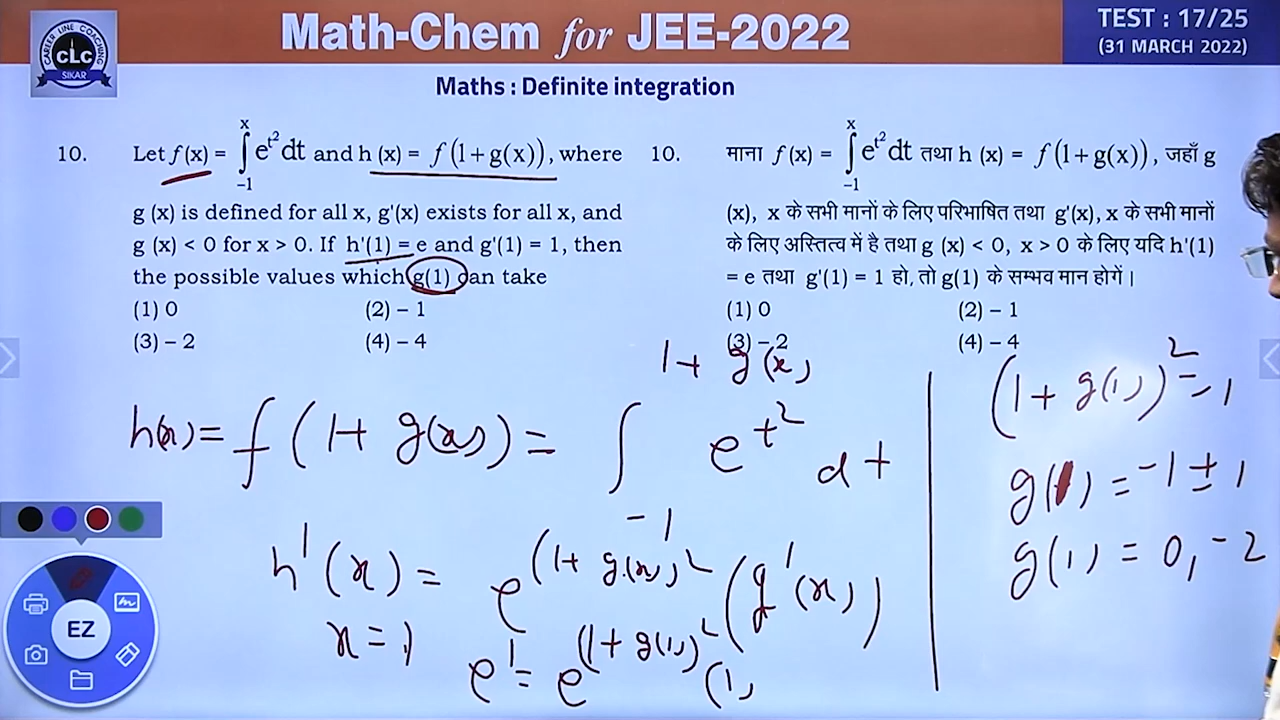 CAREER LINE COACHING
CLC
SIKAR
Math-Chem for JEE-2022
TEST : 17/25
(31 MARCH 2022)
Maths : Definite integration
10. Let f(x) = ∫₋₁ˣ e^{t²} dt and h (x) = f(1+g(x)), where
g (x) is defined for all x, g'(x) exists for all x, and
g (x) < 0 for x > 0. If h'(1) = e and g'(1) = 1, then
the possible values which g(1) can take
(1) 0 (2) – 1
(3) – 2 (4) – 4
10. माना f(x) = ∫₋₁ˣ e^{t²} dt तथा h (x) = f(1+g(x)), जहाँ g
(x), x के सभी मानों के लिए परिभाषित तथा g'(x), x के सभी मानों
के लिए अस्तित्व में है तथा g (x) < 0, x > 0 के लिए यदि h'(1)
= e तथा g'(1) = 1 हो, तो g(1) के सम्भव मान होगें।
(1) 0 (2) – 1
(3) – 2 (4) – 4
h(x) = f(1+ g(x)) = ∫₋₁^{1+g(x)} e^{t²} dt
h'(x) = e^{(1+g(x))²} (g'(x))
x = 1
e¹ = e^{(1+g(1))²} (1)
(1+ g(1))² = 1
g(1) = -1 ± 1
g(1) = 0, -2
EZ